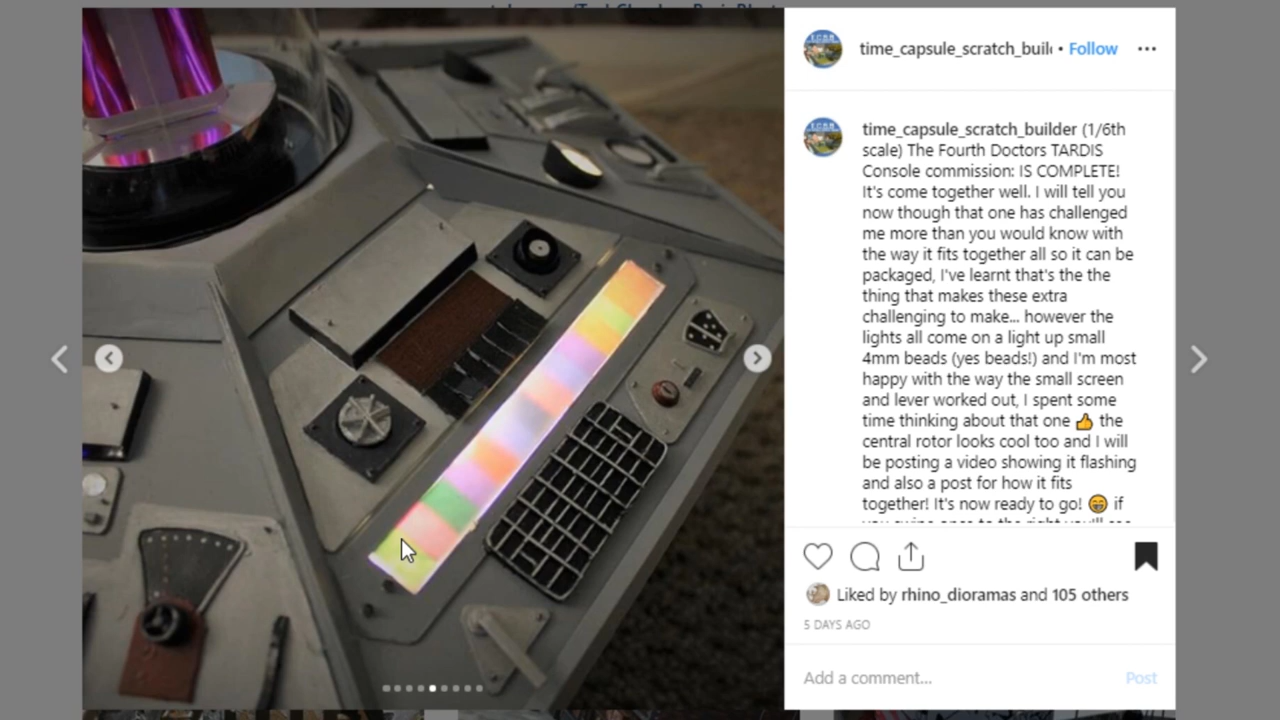 time_capsule_scratch_buil • Follow
time_capsule_scratch_builder (1/6th
scale) The Fourth Doctors TARDIS
Console commission: IS COMPLETE!
It's come together well. I will tell you
now though that one has challenged
me more than you would know with
the way it fits together all so it can be
packaged, I've learnt that's the the
thing that makes these extra
challenging to make... however the
lights all come on a light up small
4mm beads (yes beads!) and I'm most
happy with the way the small screen
and lever worked out, I spent some
time thinking about that one 👍 the
central rotor looks cool too and I will
be posting a video showing it flashing
and also a post for how it fits
together! It's now ready to go! 😁 if
Liked by rhino_dioramas and 105 others
5 DAYS AGO
Add a comment... Post